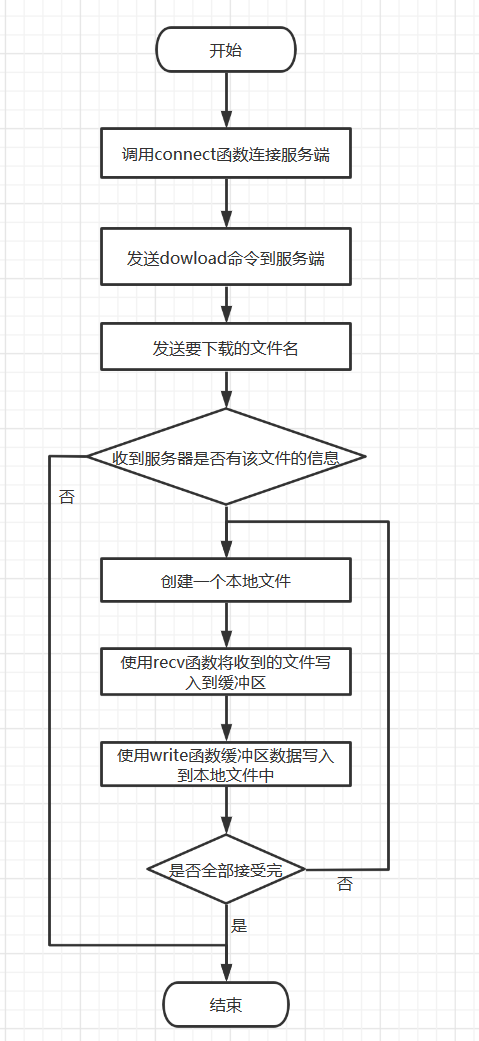 开始
调用connect函数连接服务端
发送dowload命令到服务端
发送要下载的文件名
收到服务器是否有该文件的信息
否
创建一个本地文件
使用recv函数将收到的文件写
入到缓冲区
使用write函数缓冲区数据写入
到本地文件中
是否全部接受完
否
是
结束